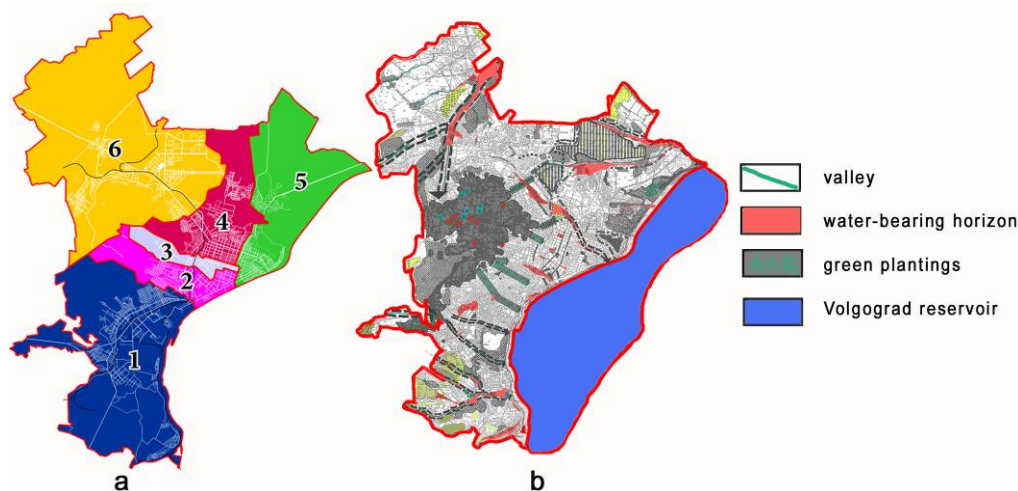 6
5
4
3
2
1
a
b
valley
water-bearing horizon
green plantings
Volgograd reservoir